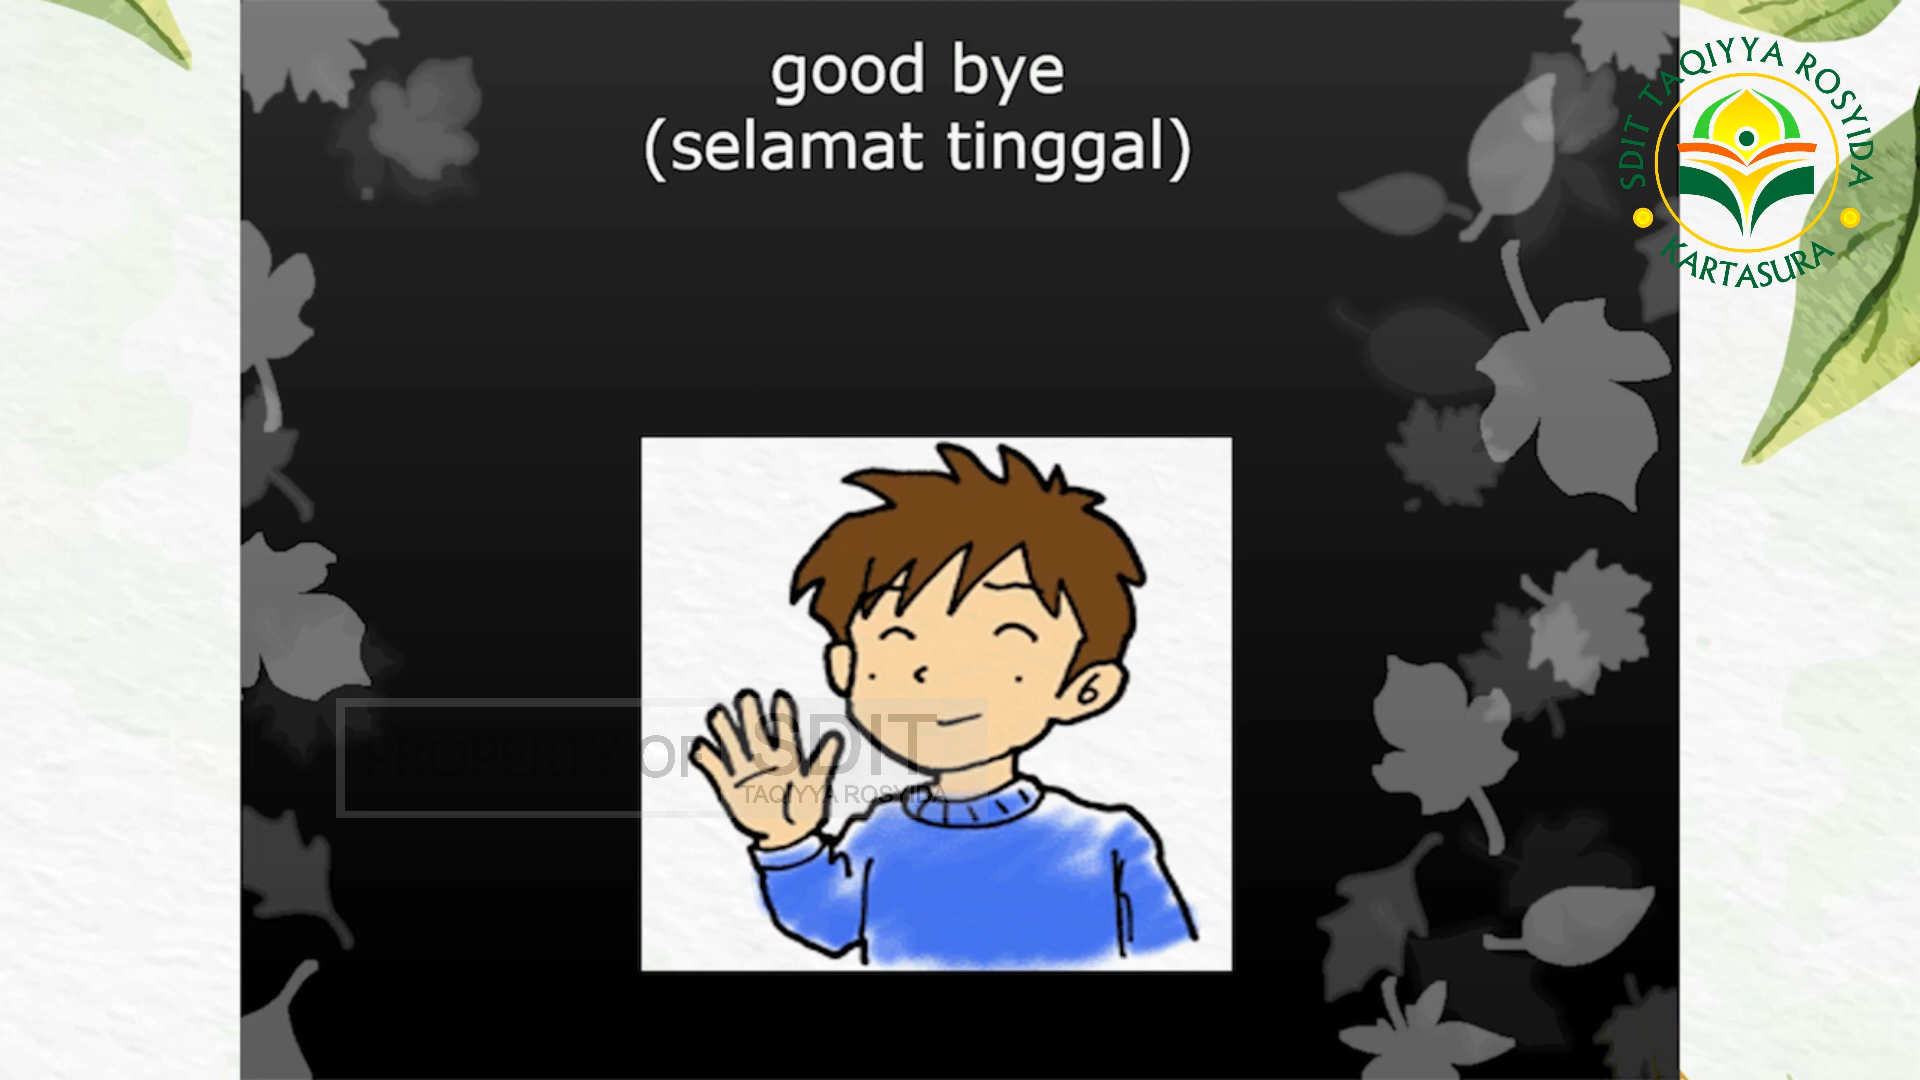 good bye
(selamat tinggal)
SDIT TAQIYYA ROSYIDA
KARTASURA
PROPERTY OF SDIT
TAQIYYA ROSYIDA